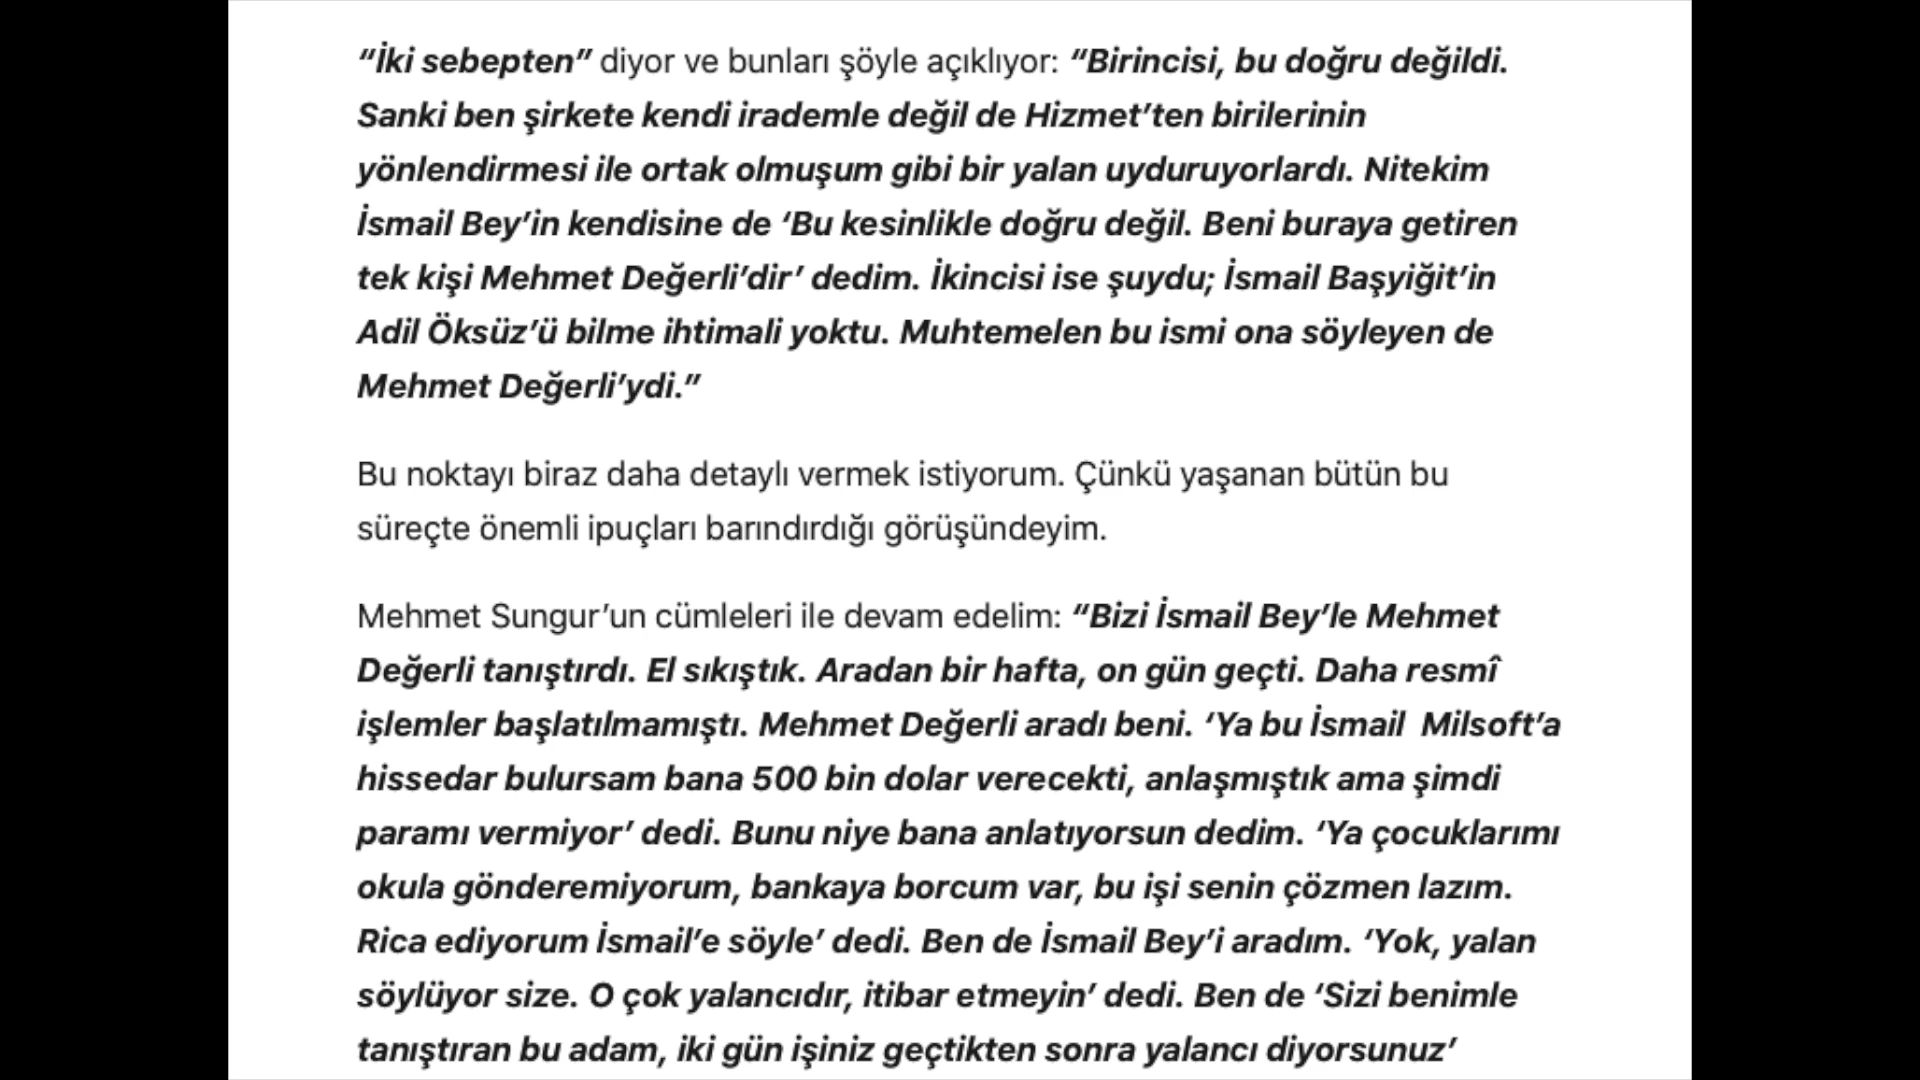 “İki sebepten” diyor ve bunları şöyle açıklıyor: “Birincisi, bu doğru değildi.
Sanki ben şirkete kendi irademle değil de Hizmet’ten birilerinin
yönlendirmesi ile ortak olmuşum gibi bir yalan uyduruyorlardı. Nitekim
İsmail Bey’in kendisine de ‘Bu kesinlikle doğru değil. Beni buraya getiren
tek kişi Mehmet Değerli’dir’ dedim. İkincisi ise şuydu; İsmail Başyiğit’in
Adil Öksüz’ü bilme ihtimali yoktu. Muhtemelen bu ismi ona söyleyen de
Mehmet Değerli’ydi.”
Bu noktayı biraz daha detaylı vermek istiyorum. Çünkü yaşanan bütün bu
süreçte önemli ipuçları barındırdığı görüşündeyim.
Mehmet Sungur’un cümleleri ile devam edelim: “Bizi İsmail Bey’le Mehmet
Değerli tanıştırdı. El sıkıştık. Aradan bir hafta, on gün geçti. Daha resmî
işlemler başlatılmamıştı. Mehmet Değerli aradı beni. ‘Ya bu İsmail  Milsoft’a
hissedar bulursam bana 500 bin dolar verecekti, anlaşmıştık ama şimdi
paramı vermiyor’ dedi. Bunu niye bana anlatıyorsun dedim. ‘Ya çocuklarımı
okula gönderemiyorum, bankaya borcum var, bu işi senin çözmen lazım.
Rica ediyorum İsmail’e söyle’ dedi. Ben de İsmail Bey’i aradım. ‘Yok, yalan
söylüyor size. O çok yalancıdır, itibar etmeyin’ dedi. Ben de ‘Sizi benimle
tanıştıran bu adam, iki gün işiniz geçtikten sonra yalancı diyorsunuz’